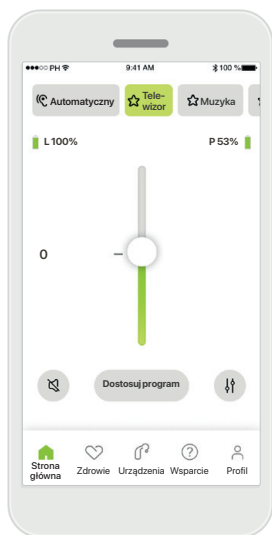 PH 9:41 AM 100 %
Automatyczny
Tele-
wizor
Muzyka
L 100% P 53%
0
Dostosuj program
Strona
główna
Zdrowie Urządzenia Wsparcie Profil